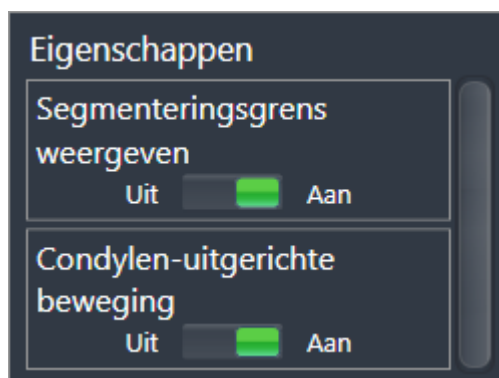 Eigenschappen
Segmenteringsgrens
weergeven
Uit Aan
Condylen-uitgerichte
beweging
Uit Aan